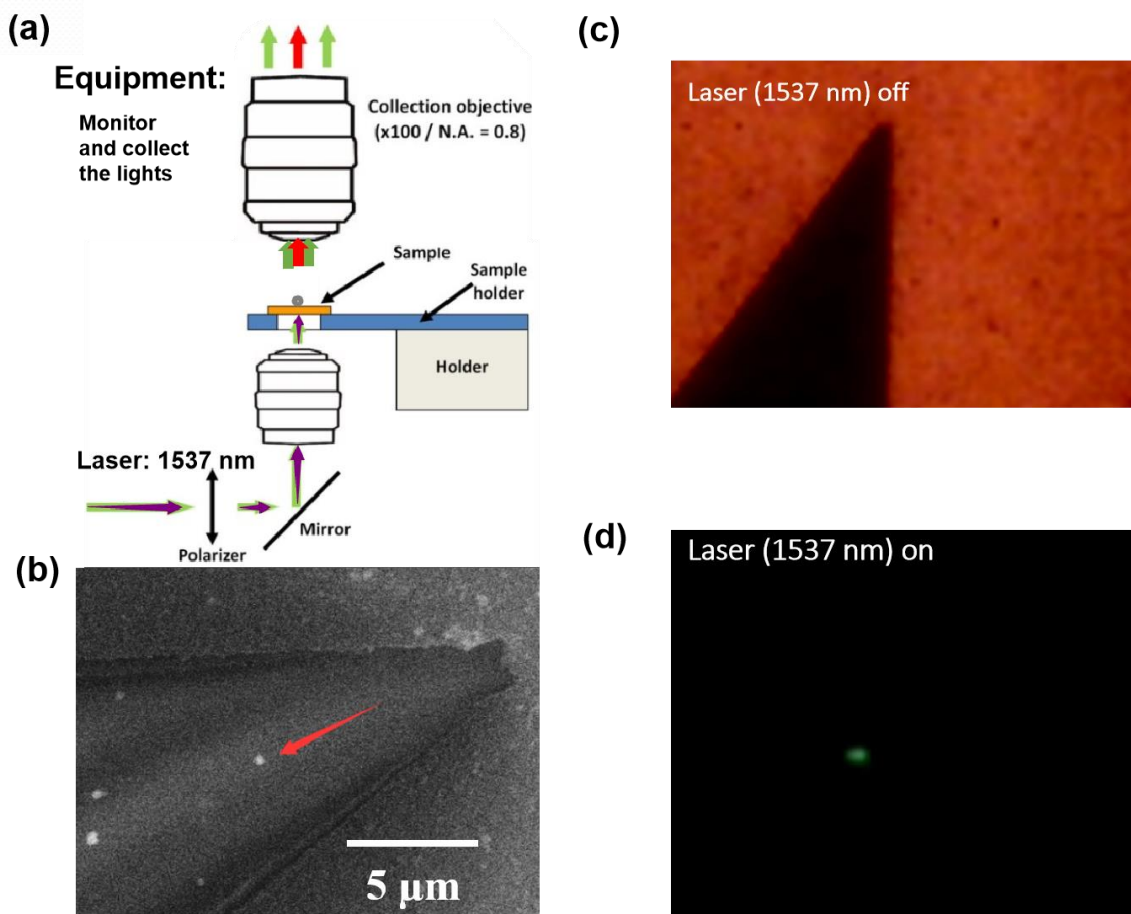 (a)
Equipment:
Monitor
and collect
the lights
Collection objective
(x100 / N.A. = 0.8)
Sample
Sample
holder
Holder
Laser: 1537 nm
Mirror
Polarizer
(b)
5 μm
(c)
Laser (1537 nm) off
(d)
Laser (1537 nm) on